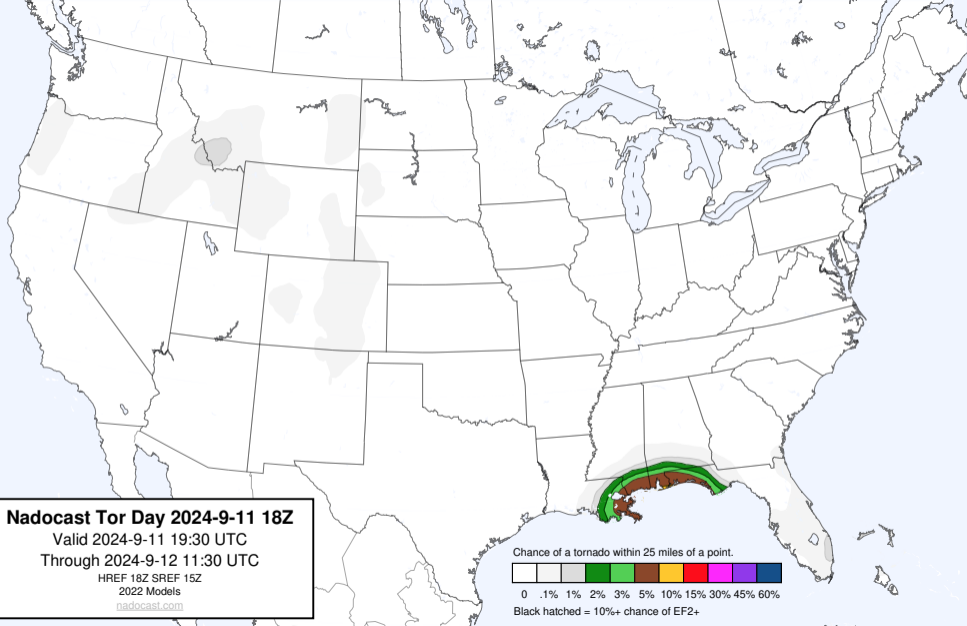 Nadocast Tor Day 2024-9-11 18Z
Valid 2024-9-11 19:30 UTC
Through 2024-9-12 11:30 UTC
HREF 18Z SREF 15Z
2022 Models
nadocast.com
Chance of a tornado within 25 miles of a point.
0 .1% 1% 2% 3% 5% 10% 15% 30% 45% 60%
Black hatched = 10%+ chance of EF2+